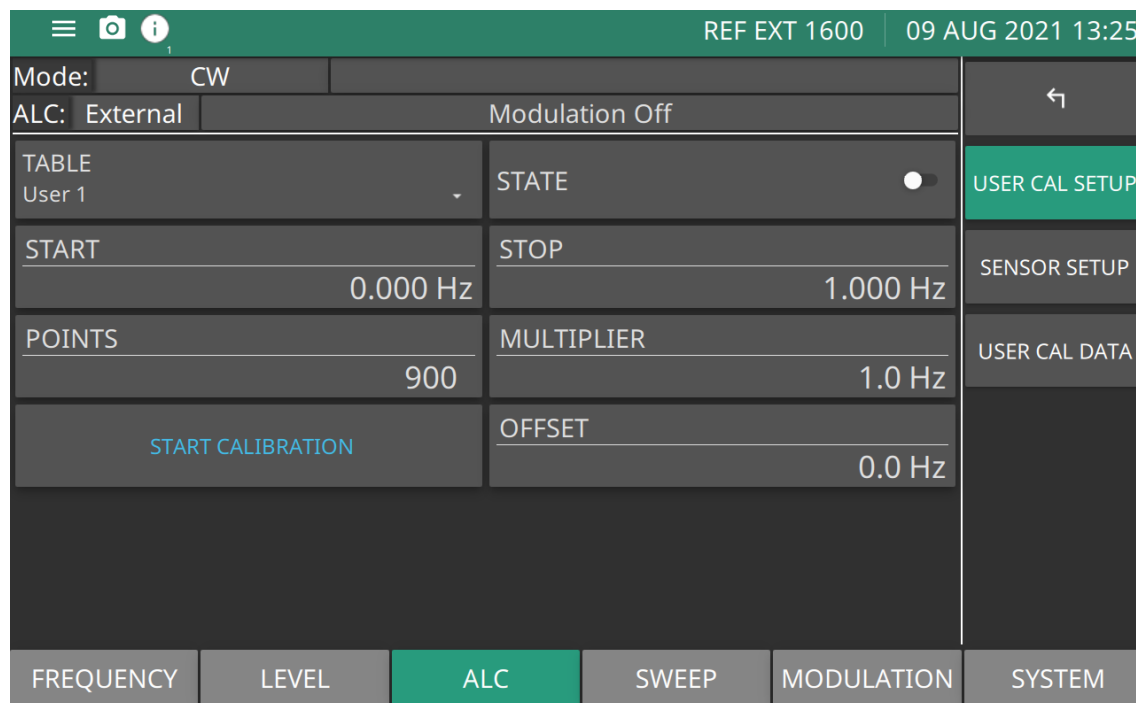 1
REF EXT 1600
09 AUG 2021 13:25
Mode: CW
ALC: External Modulation Off
TABLE
User 1
STATE
START
0.000 Hz
STOP
1.000 Hz
POINTS
900
MULTIPLIER
1.0 Hz
START CALIBRATION
OFFSET
0.0 Hz
USER CAL SETUP
SENSOR SETUP
USER CAL DATA
FREQUENCY LEVEL ALC SWEEP MODULATION SYSTEM